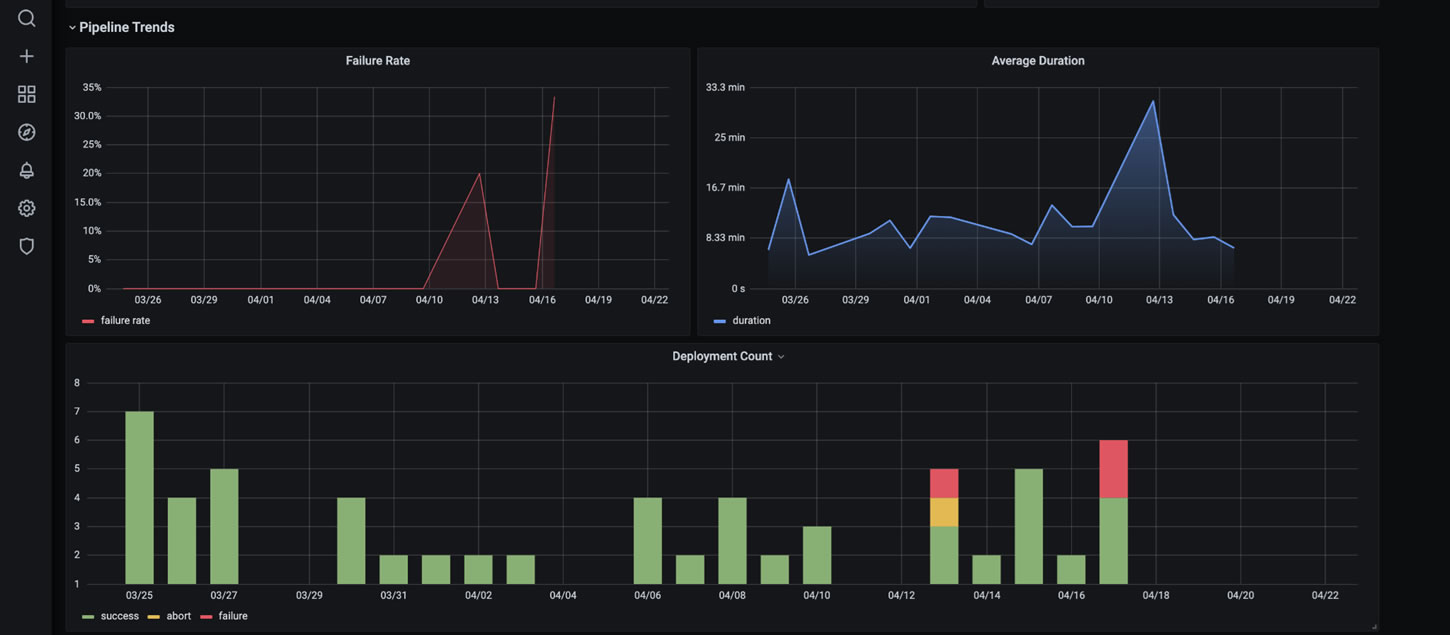 Pipeline Trends
Failure Rate
35%
30.0%
25%
20%
15.0%
10%
5%
0%
03/26 03/29 04/01 04/04 04/07 04/10 04/13 04/16 04/19 04/22
failure rate
Average Duration
33.3 min
25 min
16.7 min
8.33 min
0 s
03/26 03/29 04/01 04/04 04/07 04/10 04/13 04/16 04/19 04/22
duration
Deployment Count
8
7
6
5
4
3
2
1
03/25 03/27 03/29 03/31 04/02 04/04 04/06 04/08 04/10 04/12 04/14 04/16 04/18 04/20 04/22
success abort failure